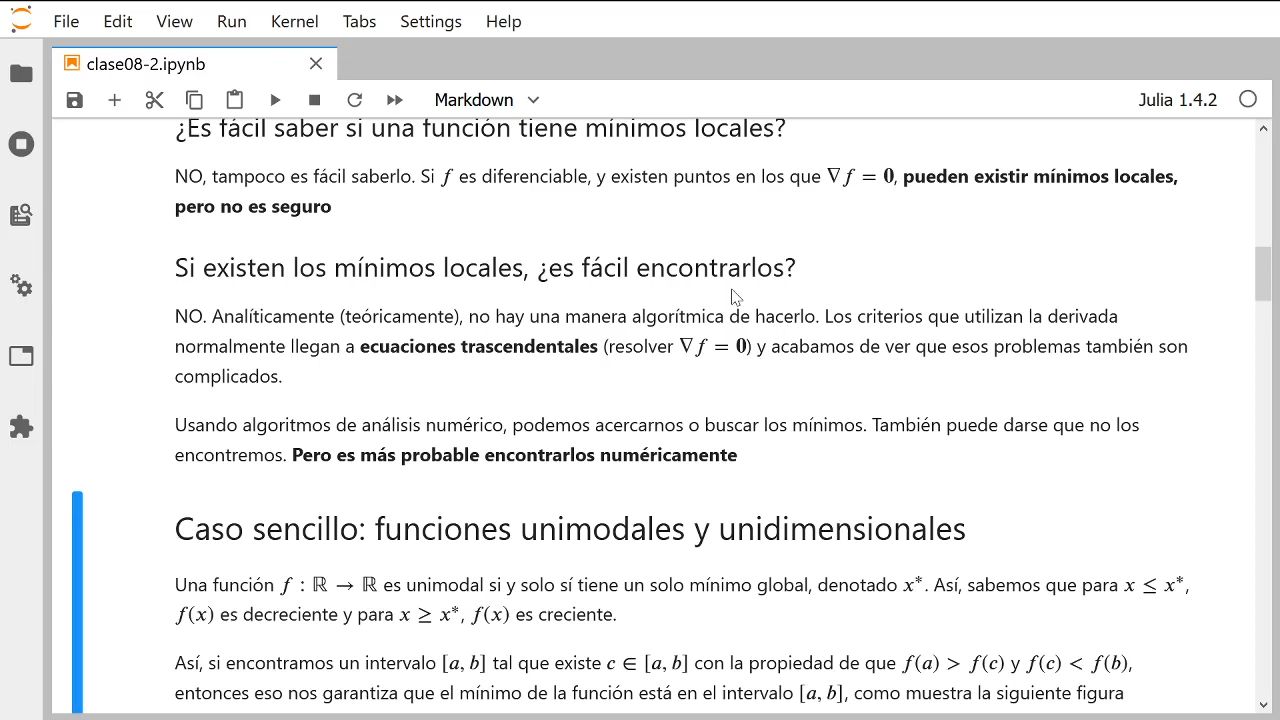 File Edit View Run Kernel Tabs Settings Help
clase08-2.ipynb
Markdown
Julia 1.4.2
¿Es fácil saber si una función tiene mínimos locales?
NO, tampoco es fácil saberlo. Si f es diferenciable, y existen puntos en los que ∇f = 0, pueden existir mínimos locales,
pero no es seguro
Si existen los mínimos locales, ¿es fácil encontrarlos?
NO. Analíticamente (teóricamente), no hay una manera algorítmica de hacerlo. Los criterios que utilizan la derivada
normalmente llegan a ecuaciones trascendentales (resolver ∇f = 0) y acabamos de ver que esos problemas también son
complicados.
Usando algoritmos de análisis numérico, podemos acercarnos o buscar los mínimos. También puede darse que no los
encontremos. Pero es más probable encontrarlos numéricamente
Caso sencillo: funciones unimodales y unidimensionales
Una función f : ℝ → ℝ es unimodal si y solo sí tiene un solo mínimo global, denotado x*. Así, sabemos que para x ≤ x*,
f(x) es decreciente y para x ≥ x*, f(x) es creciente.
Así, si encontramos un intervalo [a, b] tal que existe c ∈ [a, b] con la propiedad de que f(a) > f(c) y f(c) < f(b),
entonces eso nos garantiza que el mínimo de la función está en el intervalo [a, b], como muestra la siguiente figura